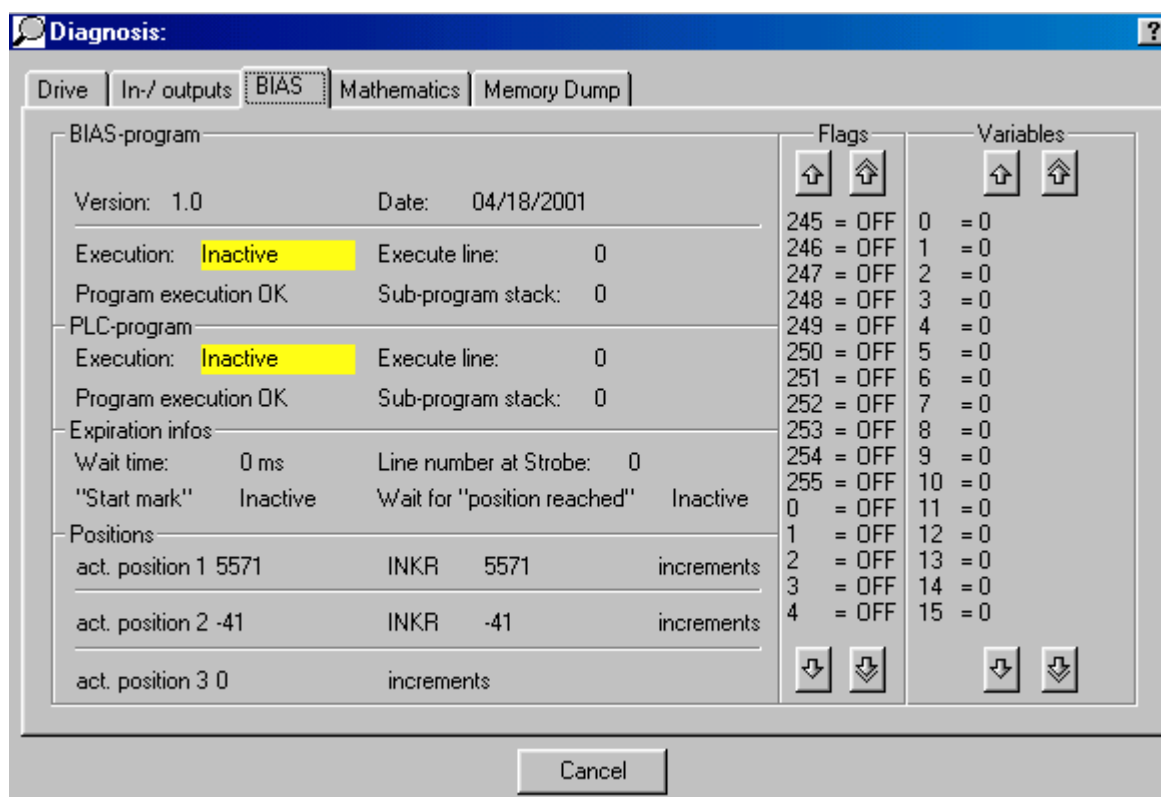 Diagnosis: ?
Drive In-/ outputs BIAS Mathematics Memory Dump
BIAS-program
Version: 1.0 Date: 04/18/2001
Execution: Inactive Execute line: 0
Program execution OK Sub-program stack: 0
PLC-program
Execution: Inactive Execute line: 0
Program execution OK Sub-program stack: 0
Expiration infos
Wait time: 0 ms Line number at Strobe: 0
"Start mark" Inactive Wait for "position reached" Inactive
Positions
act. position 1 5571 INKR 5571 increments
act. position 2 -41 INKR -41 increments
act. position 3 0 increments
Flags
245 = OFF
246 = OFF
247 = OFF
248 = OFF
249 = OFF
250 = OFF
251 = OFF
252 = OFF
253 = OFF
254 = OFF
255 = OFF
0 = OFF
1 = OFF
2 = OFF
3 = OFF
4 = OFF
Variables
0 = 0
1 = 0
2 = 0
3 = 0
4 = 0
5 = 0
6 = 0
7 = 0
8 = 0
9 = 0
10 = 0
11 = 0
12 = 0
13 = 0
14 = 0
15 = 0
Cancel